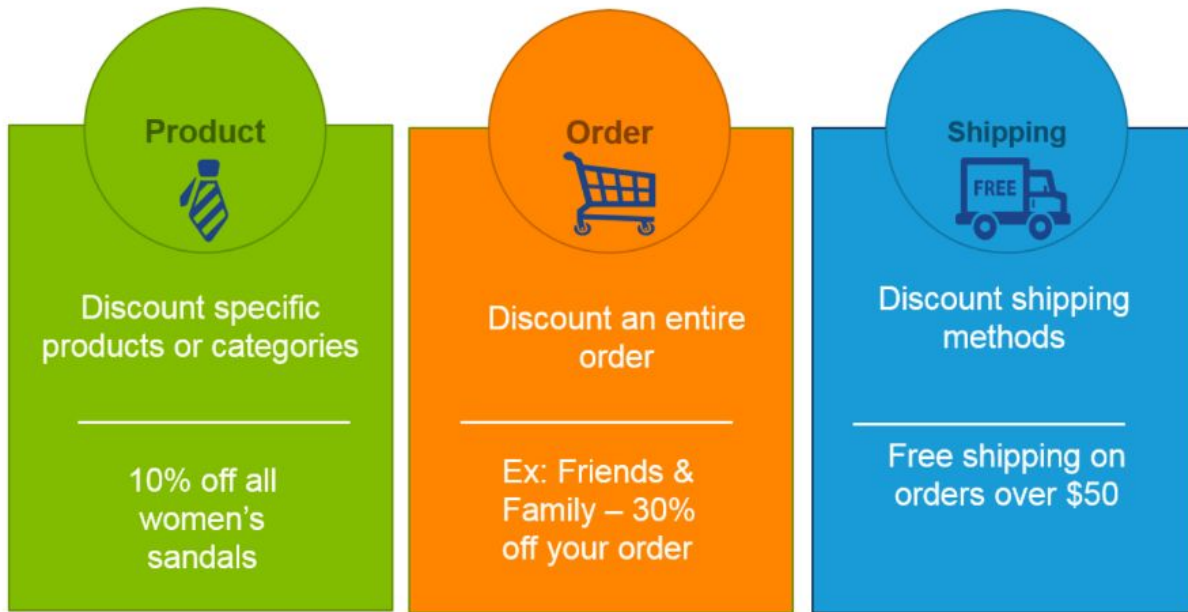 Product
Discount specific
products or categories
10% off all
women’s
sandals
Order
Discount an entire
order
Ex: Friends &
Family – 30%
off your order
Shipping
FREE
Discount shipping
methods
Free shipping on
orders over $50